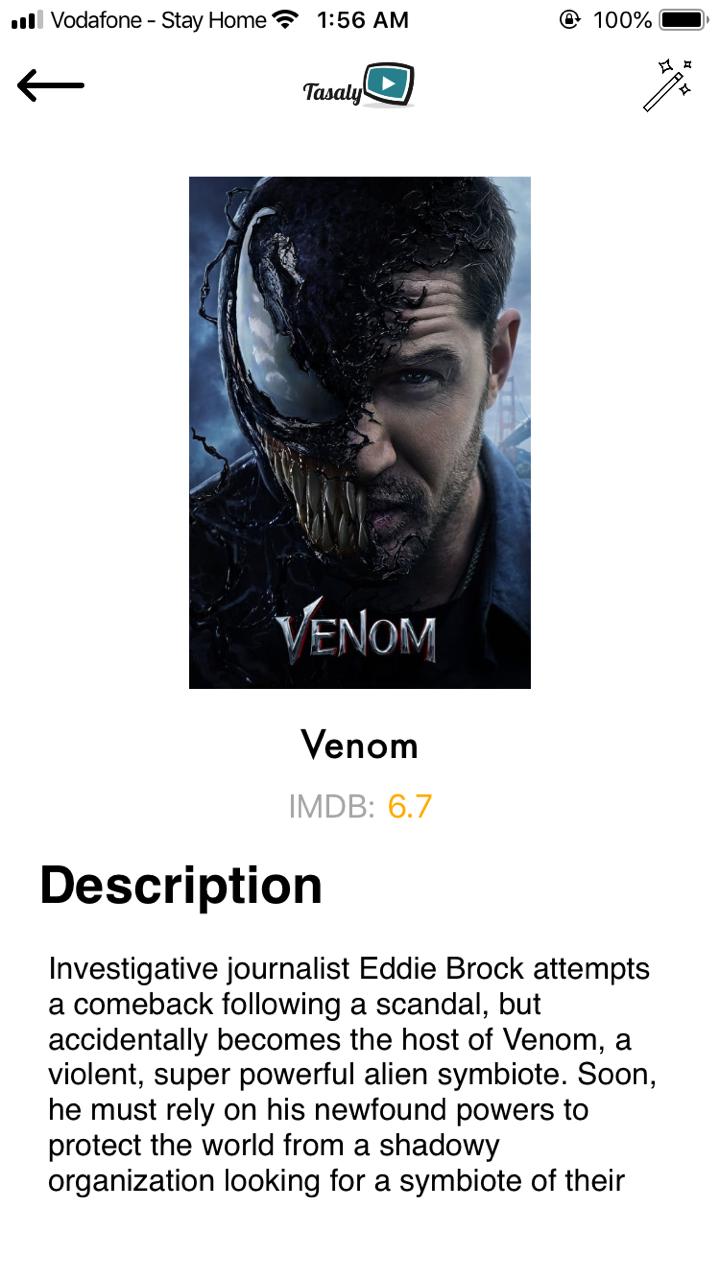 Vodafone - Stay Home 1:56 AM 100%
Tasaly
VENOM
Venom
IMDB: 6.7
Description
Investigative journalist Eddie Brock attempts
a comeback following a scandal, but
accidentally becomes the host of Venom, a
violent, super powerful alien symbiote. Soon,
he must rely on his newfound powers to
protect the world from a shadowy
organization looking for a symbiote of their